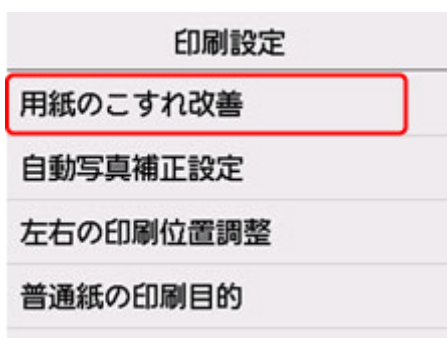 印刷設定
用紙のこすれ改善
自動写真補正設定
左右の印刷位置調整
普通紙の印刷目的